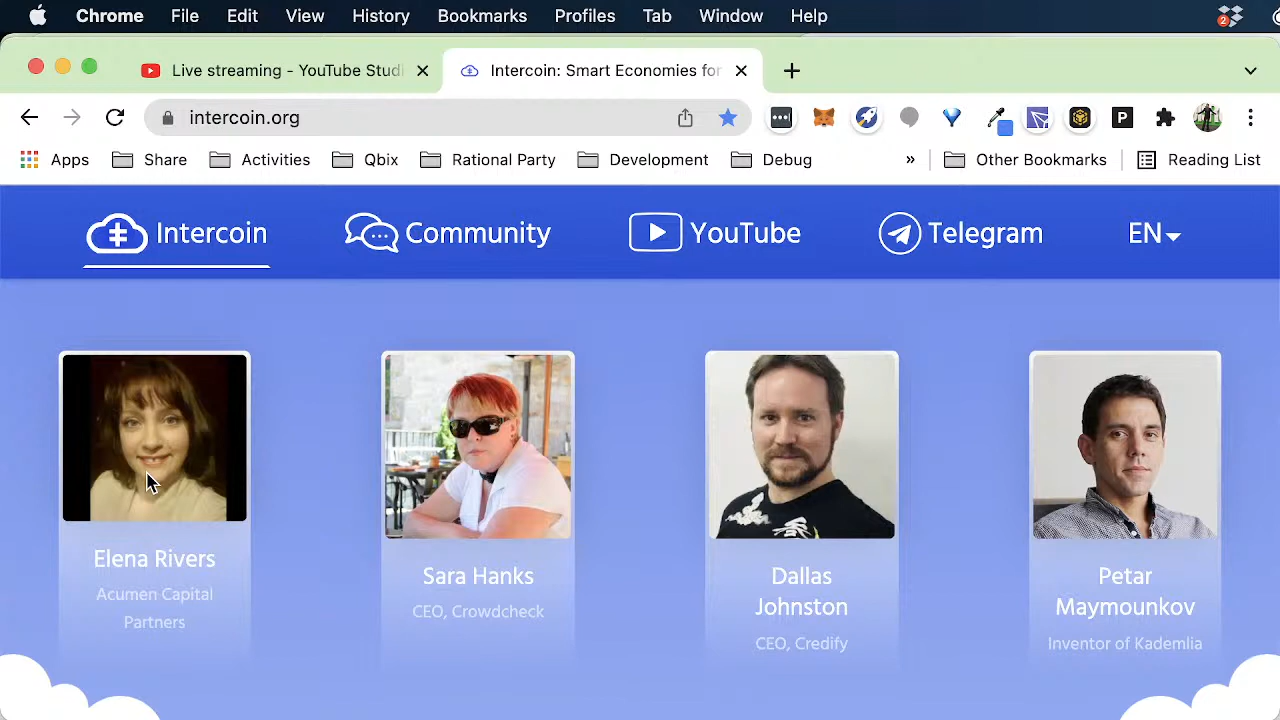 Chrome File Edit View History Bookmarks Profiles Tab Window Help 2
Live streaming - YouTube Studi Intercoin: Smart Economies for
intercoin.org P
Apps Share Activities Qbix Rational Party Development Debug » Other Bookmarks Reading List
Intercoin Community YouTube Telegram EN
Elena Rivers
Acumen Capital
Partners
Sara Hanks
CEO, Crowdcheck
Dallas
Johnston
CEO, Credify
Petar
Maymounkov
Inventor of Kademlia